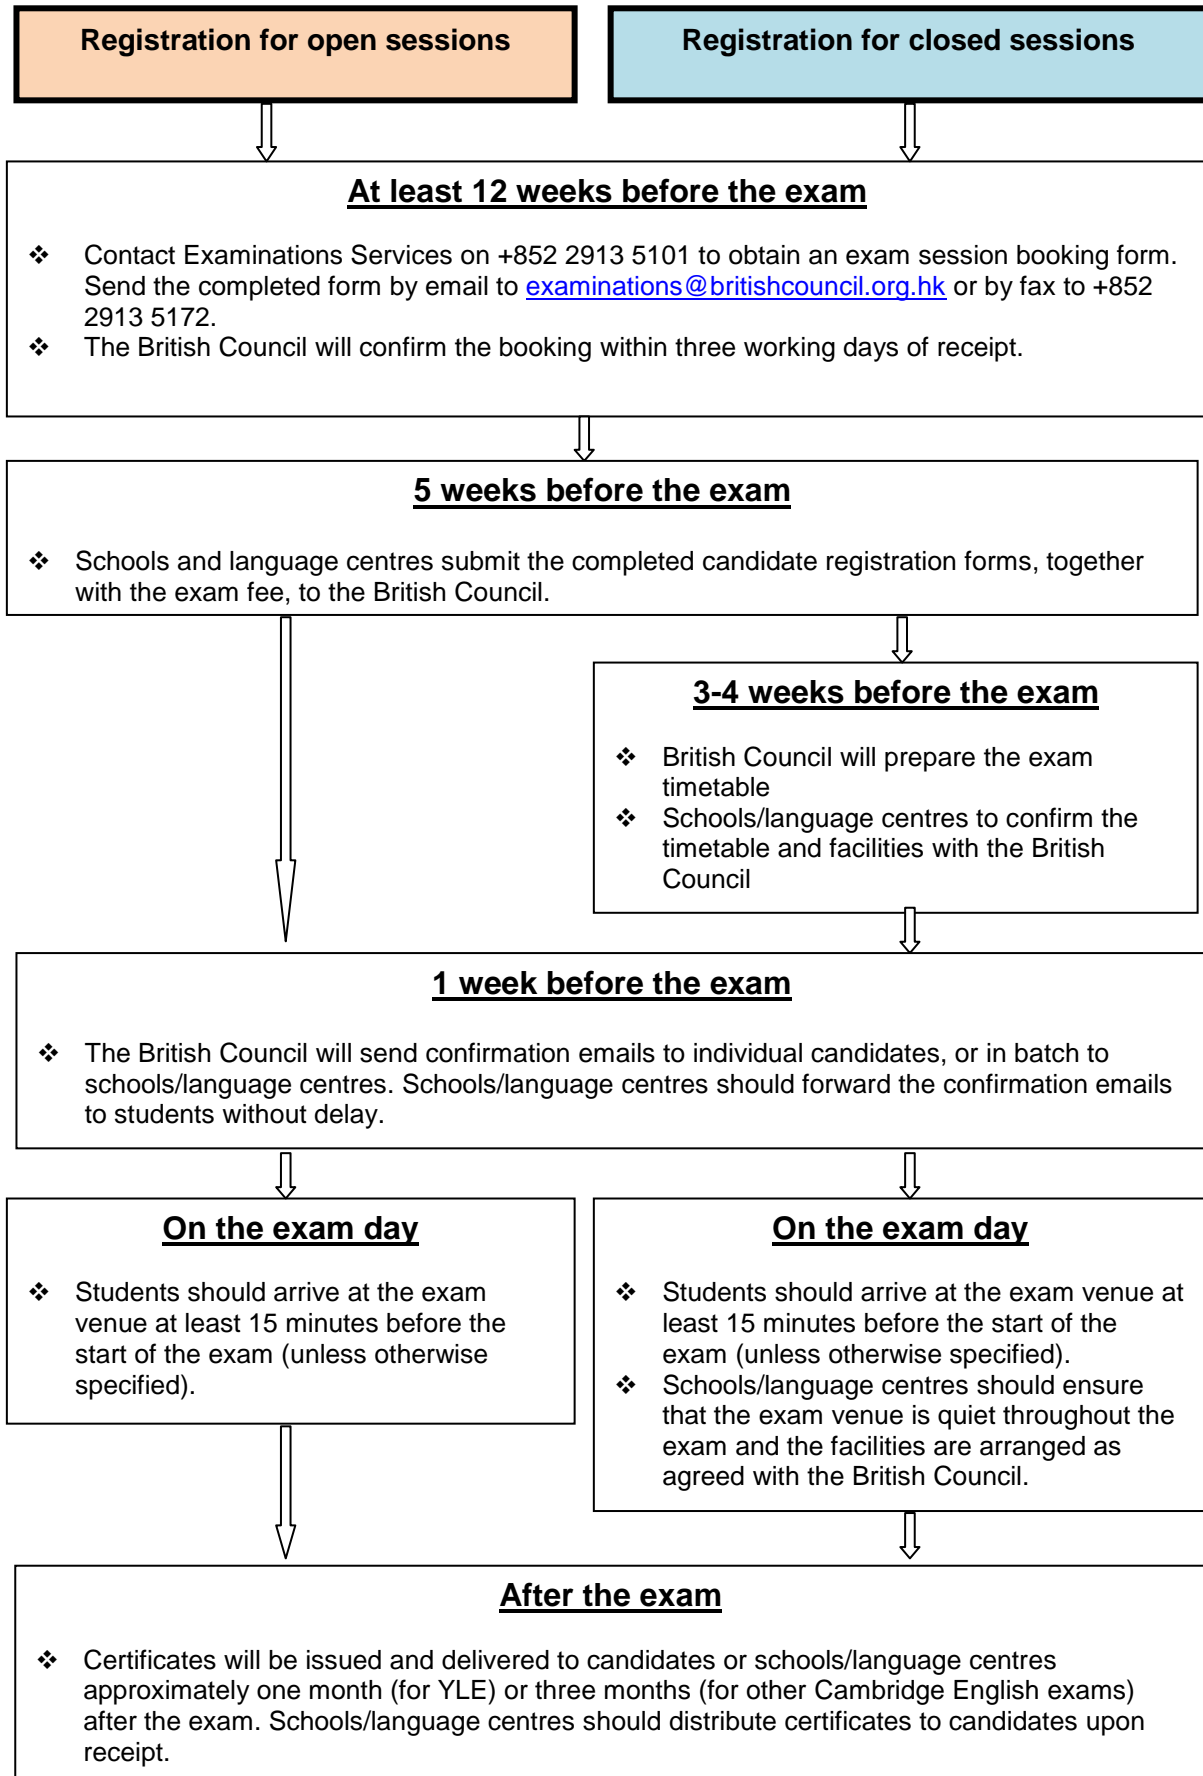 Registration for open sessions
Registration for closed sessions
At least 12 weeks before the exam
❖ Contact Examinations Services on +852 2913 5101 to obtain an exam session booking form.
Send the completed form by email to examinations@britishcouncil.org.hk or by fax to +852
2913 5172.
❖ The British Council will confirm the booking within three working days of receipt.
5 weeks before the exam
❖ Schools and language centres submit the completed candidate registration forms, together
with the exam fee, to the British Council.
3-4 weeks before the exam
❖ British Council will prepare the exam
timetable
❖ Schools/language centres to confirm the
timetable and facilities with the British
Council
1 week before the exam
❖ The British Council will send confirmation emails to individual candidates, or in batch to
schools/language centres. Schools/language centres should forward the confirmation emails
to students without delay.
On the exam day
❖ Students should arrive at the exam
venue at least 15 minutes before the
start of the exam (unless otherwise
specified).
On the exam day
❖ Students should arrive at the exam venue at
least 15 minutes before the start of the
exam (unless otherwise specified).
❖ Schools/language centres should ensure
that the exam venue is quiet throughout the
exam and the facilities are arranged as
agreed with the British Council.
After the exam
❖ Certificates will be issued and delivered to candidates or schools/language centres
approximately one month (for YLE) or three months (for other Cambridge English exams)
after the exam. Schools/language centres should distribute certificates to candidates upon
receipt.